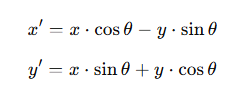 x′ = x · cos θ − y · sin θ
y′ = x · sin θ + y · cos θ